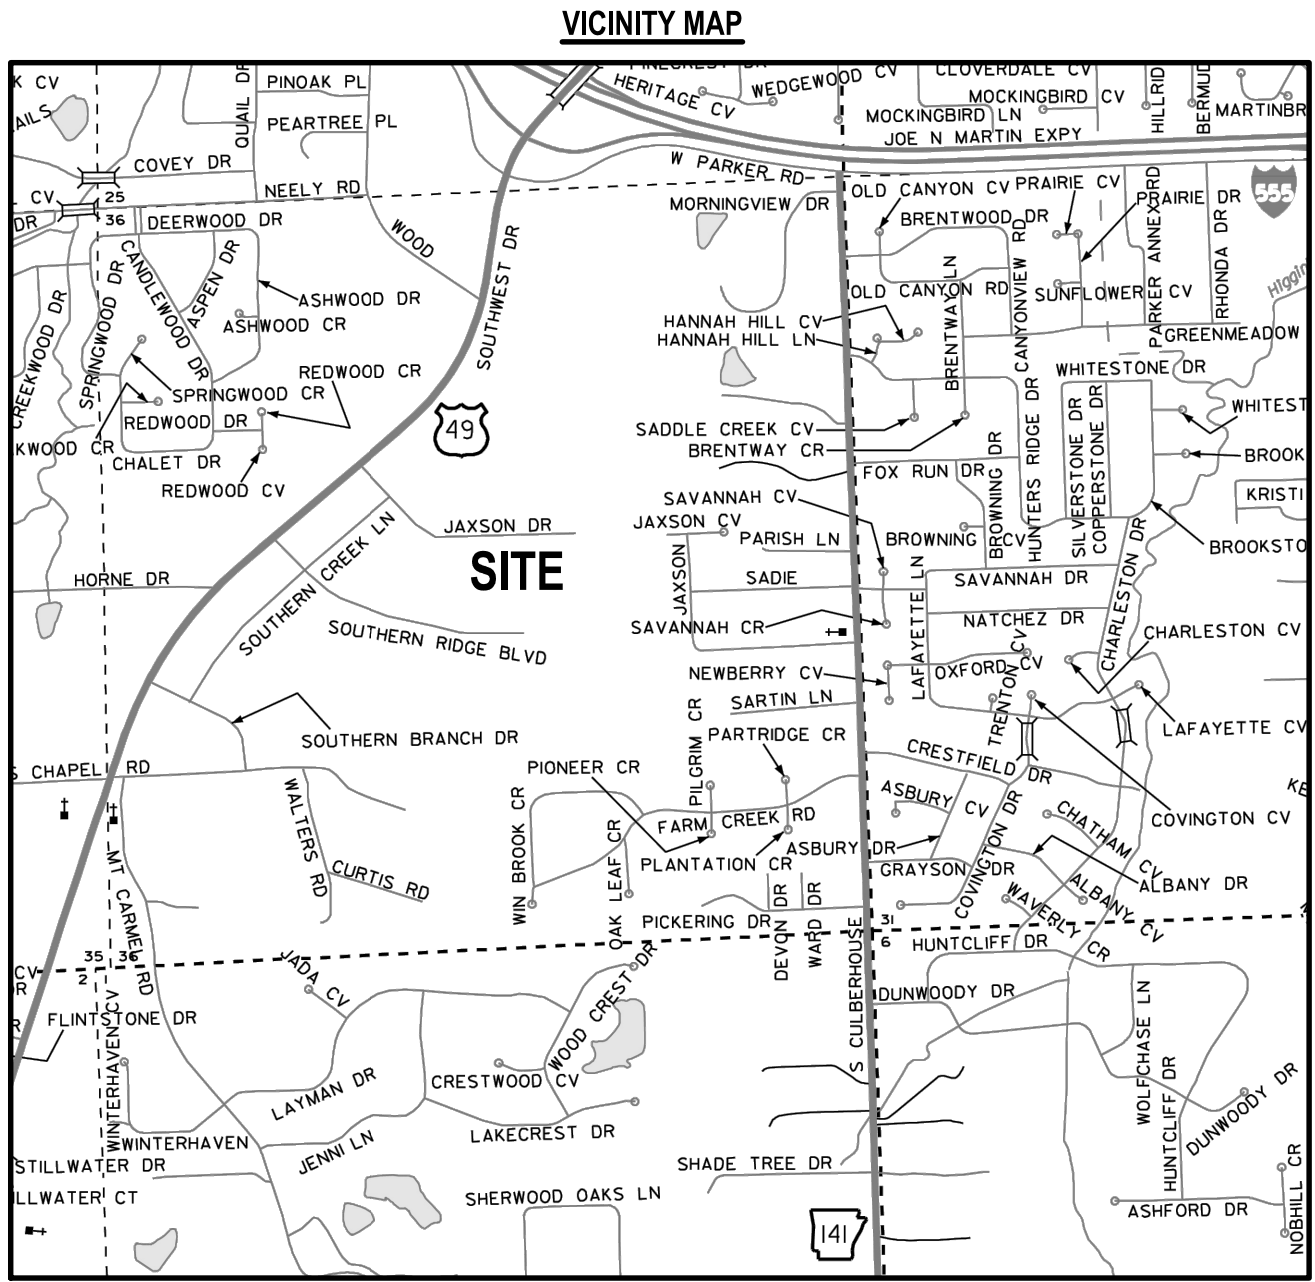 VICINITY MAP
K CV
AILS
QUAIL DR
PINOAK PL
PEARTREE PL
COVEY DR
NEELY RD
CV
25
36
DR
DEERWOOD DR
HERITAGE CV
WEDGEWOOD CV
CLOVERDALE CV
MOCKINGBIRD CV
MOCKINGBIRD LN
JOE N MARTIN EXPY
HILLRID
BERMUD
MARTINBR
W PARKER RD
MORNINGVIEW DR
OLD CANYON CV
PRAIRIE CV
PRAIRIE DR
BRENTWOOD DR
PARKER ANNEX RD
RHONDA DR
555
Higgin
WOOD
SOUTHWEST DR
CREEKWOOD DR
SPRINGWOOD DR
CANDLEWOOD DR
ASPEN DR
ASHWOOD DR
ASHWOOD CR
OLD CANYON RD
CANYONVIEW RD
BRENTWAY LN
SUNFLOWER CV
GREENMEADOW
HANNAH HILL CV
HANNAH HILL LN
REDWOOD CR
SPRINGWOOD CR
REDWOOD DR
KWOOD CR
CHALET DR
REDWOOD CV
49
WHITESTONE DR
WHITEST
SADDLE CREEK CV
BRENTWAY CR
FOX RUN DR
BROWNING DR
HUNTERS RIDGE DR
SILVERSTONE DR
COPPERSTONE DR
BROOK
KRISTI
BROOKSTO
SAVANNAH CV
JAXSON CV
PARISH LN
BROWNING CV
JAXSON DR
SITE
SOUTHERN CREEK LN
HORNE DR
JAXSON
SADIE
SAVANNAH CR
LAFAYETTE LN
SAVANNAH DR
NATCHEZ DR
CHARLESTON DR
CHARLESTON CV
SOUTHERN RIDGE BLVD
NEWBERRY CV
OXFORD CV
TRENTON CV
SARTIN LN
LAFAYETTE CV
SOUTHERN BRANCH DR
PILGRIM CR
PARTRIDGE CR
CRESTFIELD DR
S CHAPEL RD
PIONEER CR
WALTERS RD
CURTIS RD
WIN BROOK CR
OAK LEAF CR
FARM CREEK RD
PLANTATION CR
ASBURY CV
ASBURY DR
GRAYSON DR
COVINGTON DR
COVINGTON CV
CHATHAM CV
ALBANY DR
ALBANY CV
WAVERLY CR
KE
MT CARMEL RD
PICKERING DR
DEVON DR
WARD DR
S CULBERHOUSE
31
6
HUNTCLIFF DR
35
36
2
CV
DR
R
JADA CV
WINTERHAVEN CV
FLINTSTONE DR
WOOD CREST DR
DUNWOODY DR
WOLFCHASE LN
HUNTCLIFF DR
DUNWOODY DR
LAYMAN DR
CRESTWOOD CV
LAKECREST DR
WINTERHAVEN
JENNI LN
STILLWATER DR
ILLWATER CT
SHERWOOD OAKS LN
SHADE TREE DR
141
ASHFORD DR
NOBHILL CR